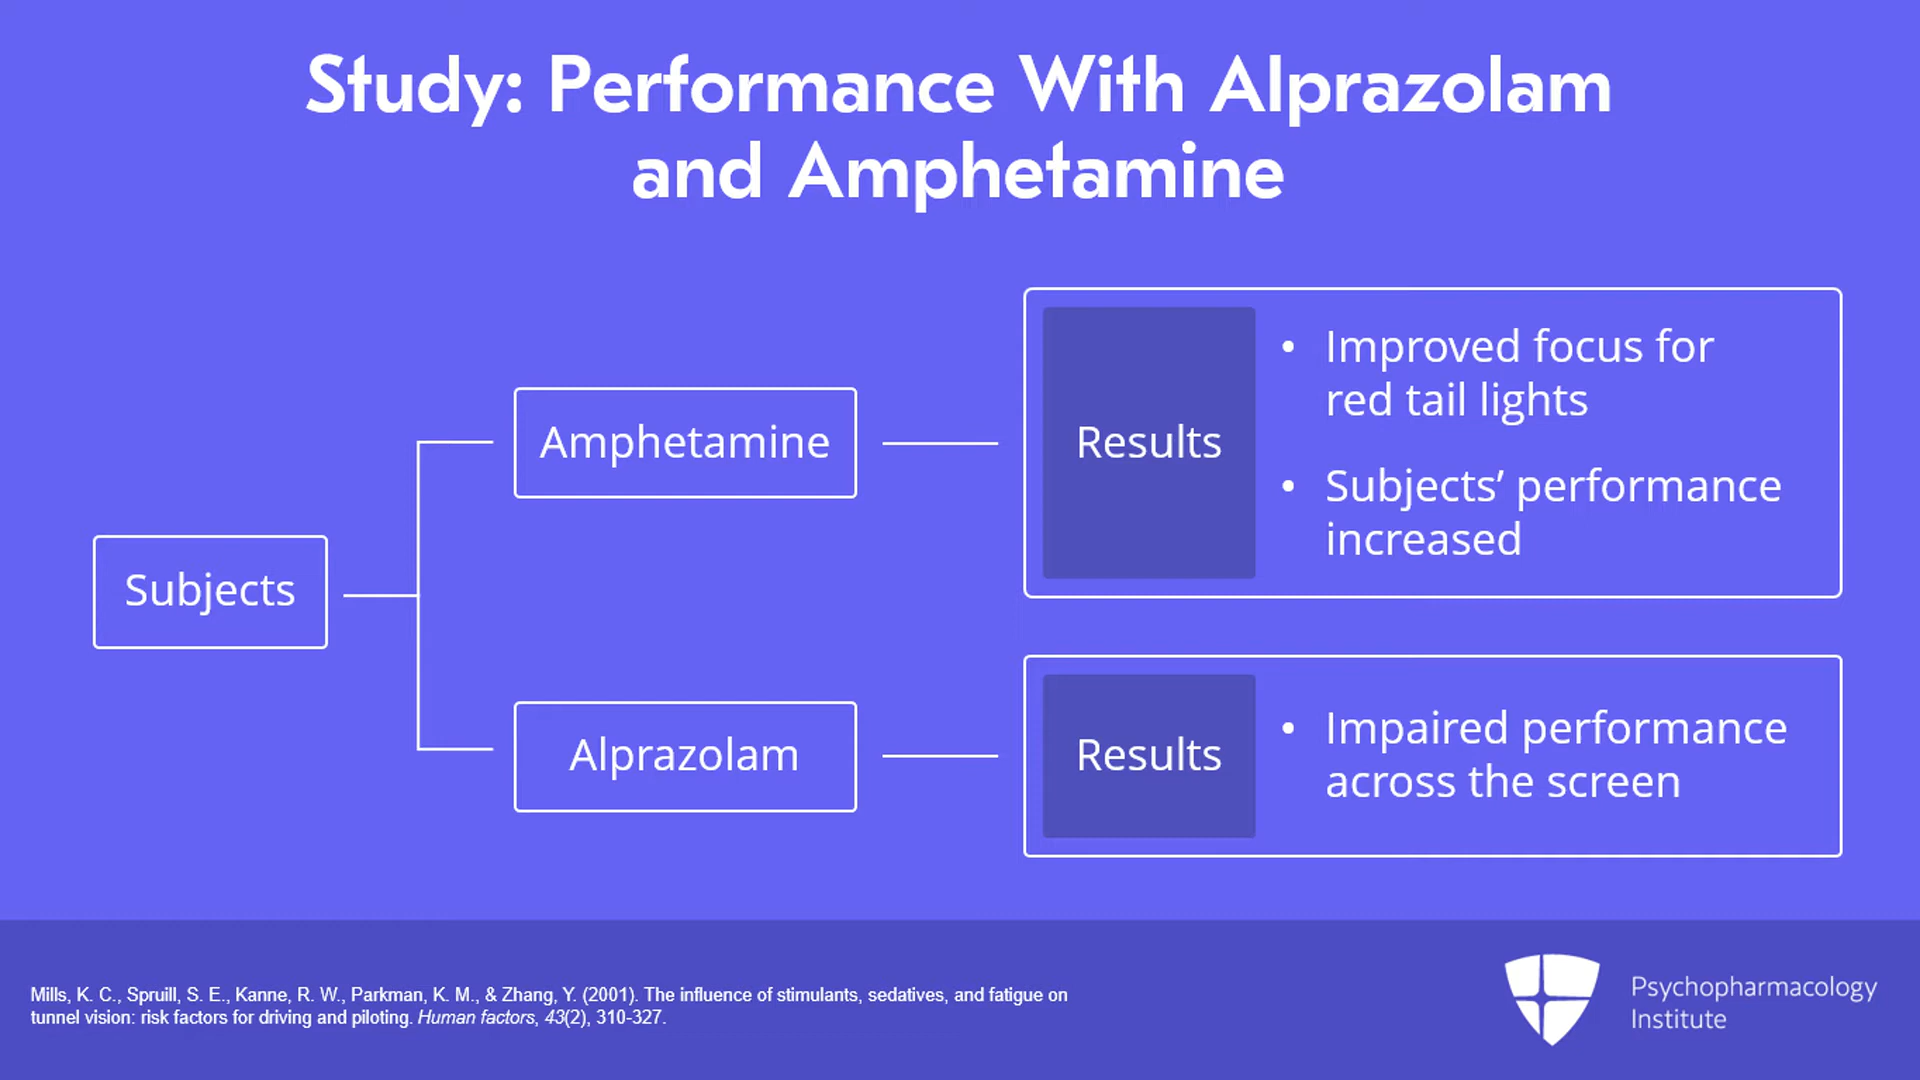 Study: Performance With Alprazolam
and Amphetamine
Subjects
Amphetamine
Results
• Improved focus for
red tail lights
• Subjects’ performance
increased
Alprazolam
Results
• Impaired performance
across the screen
Mills, K. C., Spruill, S. E., Kanne, R. W., Parkman, K. M., & Zhang, Y. (2001). The influence of stimulants, sedatives, and fatigue on
tunnel vision: risk factors for driving and piloting. Human factors, 43(2), 310-327.
Psychopharmacology
Institute